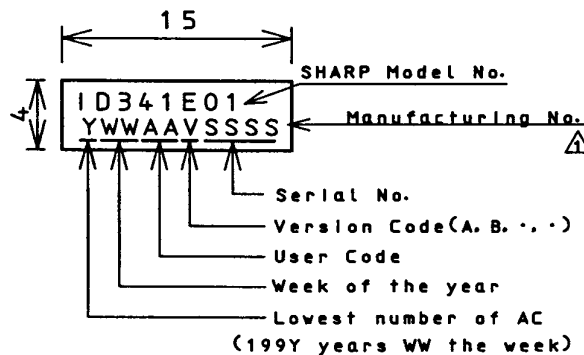 15
SHARP Model No.
4
ID341E01
YWWAAVSSSS
Manufacturing No.
1
Serial No.
Version Code(A. B. ・, ・)
User Code
Week of the year
Lowest number of AC
(199Y years WW the week)